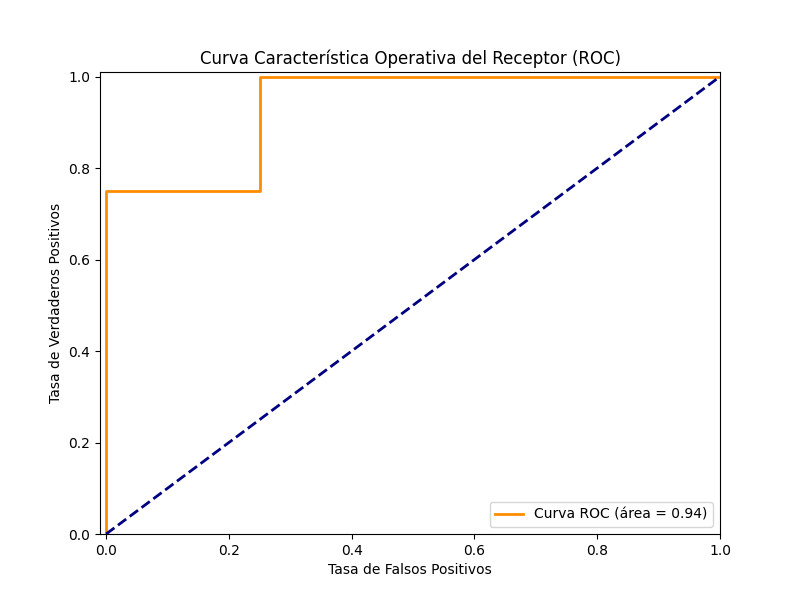 Curva Característica Operativa del Receptor (ROC)
Tasa de Verdaderos Positivos
1.0
0.8
0.6
0.4
0.2
0.0
0.0 0.2 0.4 0.6 0.8 1.0
Tasa de Falsos Positivos
Curva ROC (área = 0.94)